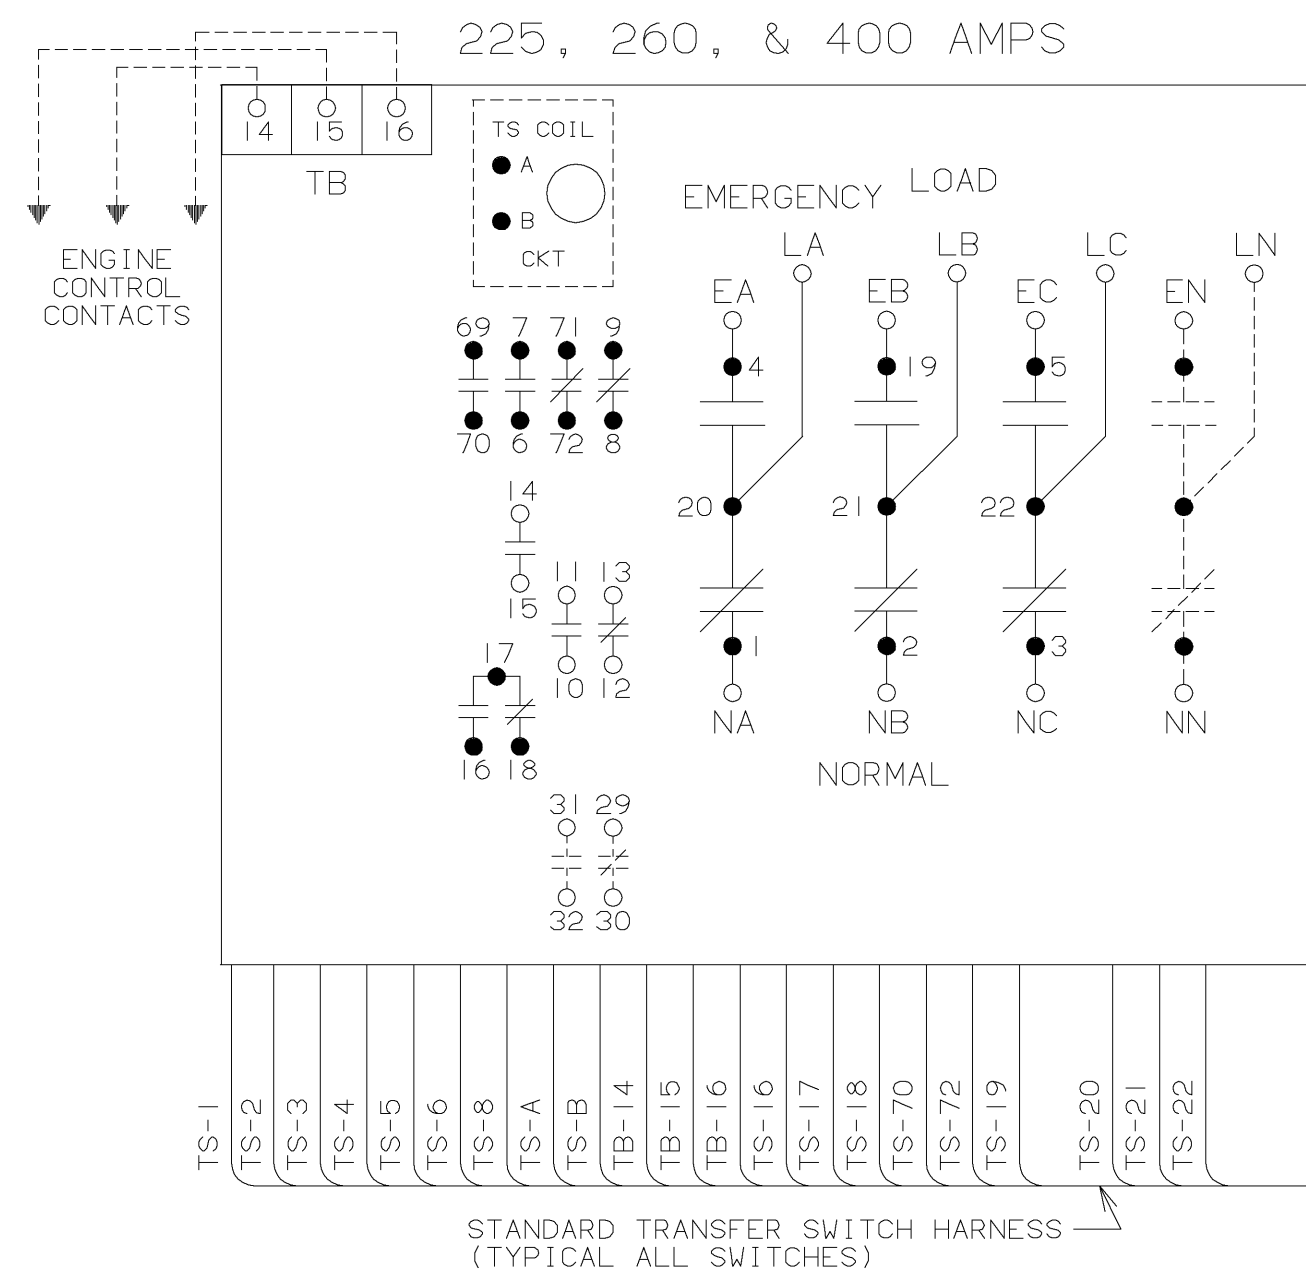 225, 260, & 400 AMPS
14 15 16
TB
TS COIL
A
B
CKT
ENGINE
CONTROL
CONTACTS
EMERGENCY
LOAD
LA LB LC LN
EA EB EC EN
69 7 71 9
4 19 5
70 6 72 8
14
20 21 22
11 13
15
17
1 2 3
10 12
NA NB NC NN
16 18
NORMAL
31 29
32 30
TS-1
TS-2
TS-3
TS-4
TS-5
TS-6
TS-8
TS-A
TS-B
TB-14
TB-15
TB-16
TS-16
TS-17
TS-18
TS-70
TS-72
TS-19
TS-20
TS-21
TS-22
STANDARD TRANSFER SWITCH HARNESS
(TYPICAL ALL SWITCHES)